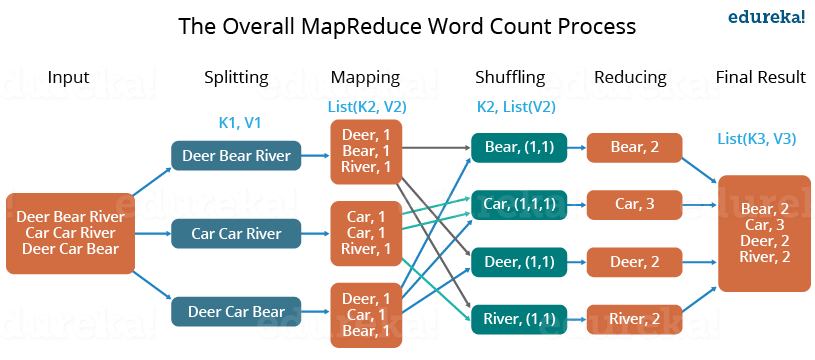 edureka!
The Overall MapReduce Word Count Process
Input
Splitting
Mapping
Shuffling
Reducing
Final Result
K1, V1
List(K2, V2)
K2, List(V2)
List(K3, V3)
Deer Bear River
Car Car River
Deer Car Bear
Deer Bear River
Car Car River
Deer Car Bear
Deer, 1
Bear, 1
River, 1
Car, 1
Car, 1
River, 1
Deer, 1
Car, 1
Bear, 1
Bear, (1,1)
Car, (1,1,1)
Deer, (1,1)
River, (1,1)
Bear, 2
Car, 3
Deer, 2
River, 2
Bear, 2
Car, 3
Deer, 2
River, 2